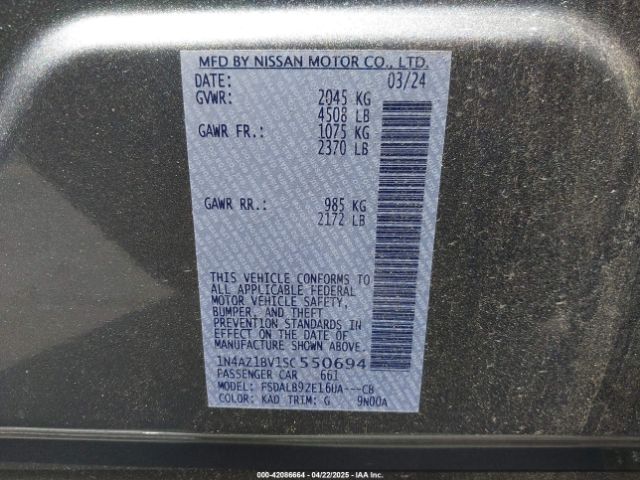 MFD BY NISSAN MOTOR CO., LTD.
DATE: 03/24
GVWR: 2045 KG
4508 LB
GAWR FR.: 1075 KG
2370 LB
GAWR RR.: 985 KG
2172 LB
THIS VEHICLE CONFORMS TO
ALL APPLICABLE FEDERAL
MOTOR VEHICLE SAFETY,
BUMPER, AND THEFT
PREVENTION STANDARDS
IN EFFECT ON THE DATE OF
MANUFACTURE SHOWN ABOVE.
1N4AZ1BV1SC550694
PASSENGER CAR 661
MODEL: FSDALB9ZE16UA---CB
COLOR: KAD TRIM: G 9N00A
000-42086664 - 04/22/2025 - IAA Inc.